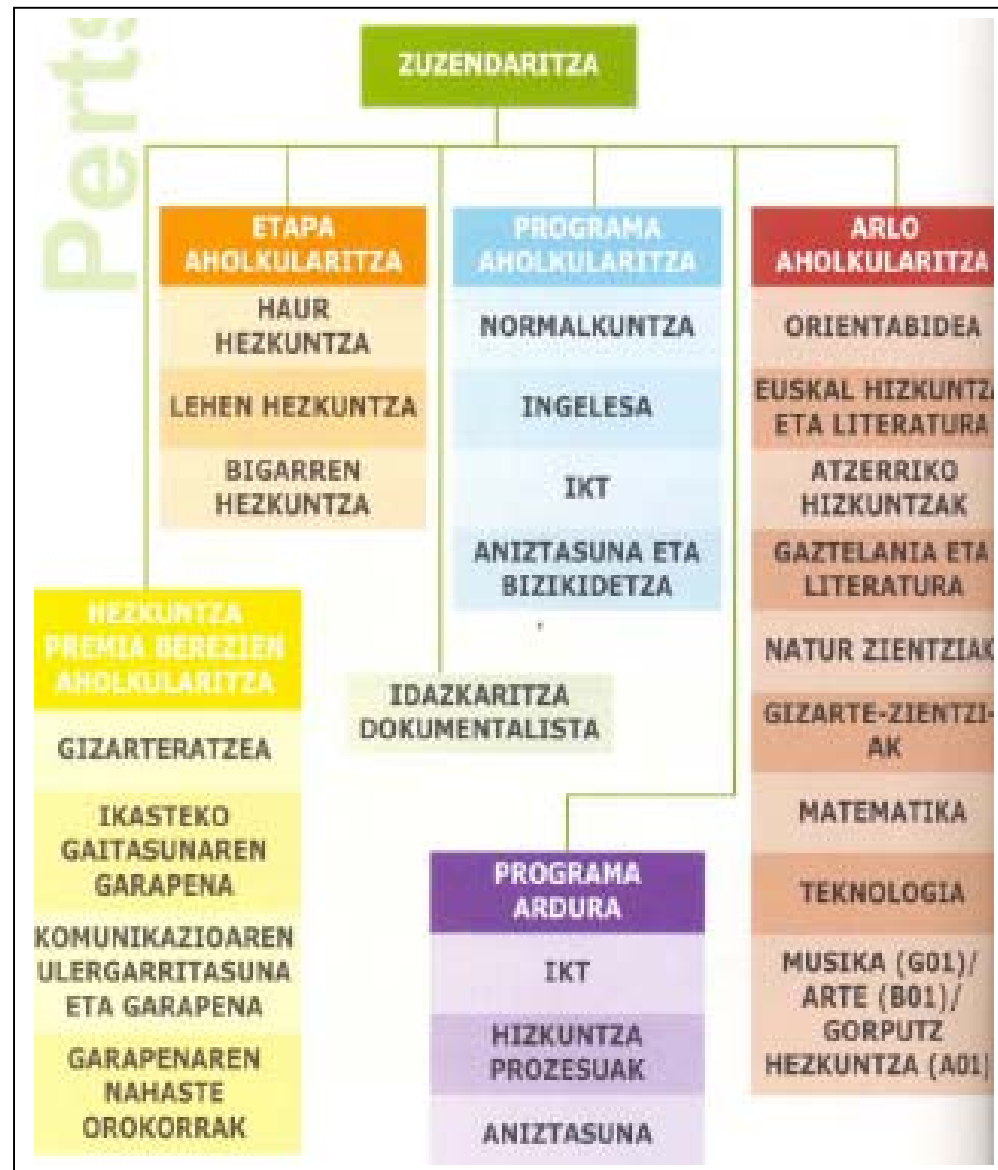 Perts
ZUZENDARITZA
ETAPA
AHOLKULARITZA
HAUR
HEZKUNTZA
LEHEN HEZKUNTZA
BIGARREN
HEZKUNTZA
PROGRAMA
AHOLKULARITZA
NORMALKUNTZA
INGELESA
IKT
ANIZTASUNA ETA
BIZIKIDETZA
ARLO
AHOLKULARITZA
ORIENTABIDEA
EUSKAL HIZKUNTZA
ETA LITERATURA
ATZERRIKO
HIZKUNTZAK
GAZTELANIA ETA
LITERATURA
NATUR ZIENTZIAK
GIZARTE-ZIENTZI-
AK
MATEMATIKA
TEKNOLOGIA
MUSIKA (G01)/
ARTE (B01)/
GORPUTZ
HEZKUNTZA (A01)
HEZKUNTZA
PREMIA BEREZIEN
AHOLKULARITZA
GIZARTERATZEA
IKASTEKO
GAITASUNAREN
GARAPENA
KOMUNIKAZIOAREN
ULERGARRITASUNA
ETA GARAPENA
GARAPENAREN
NAHASTE
OROKORRAK
IDAZKARITZA
DOKUMENTALISTA
PROGRAMA
ARDURA
IKT
HIZKUNTZA
PROZESUAK
ANIZTASUNA